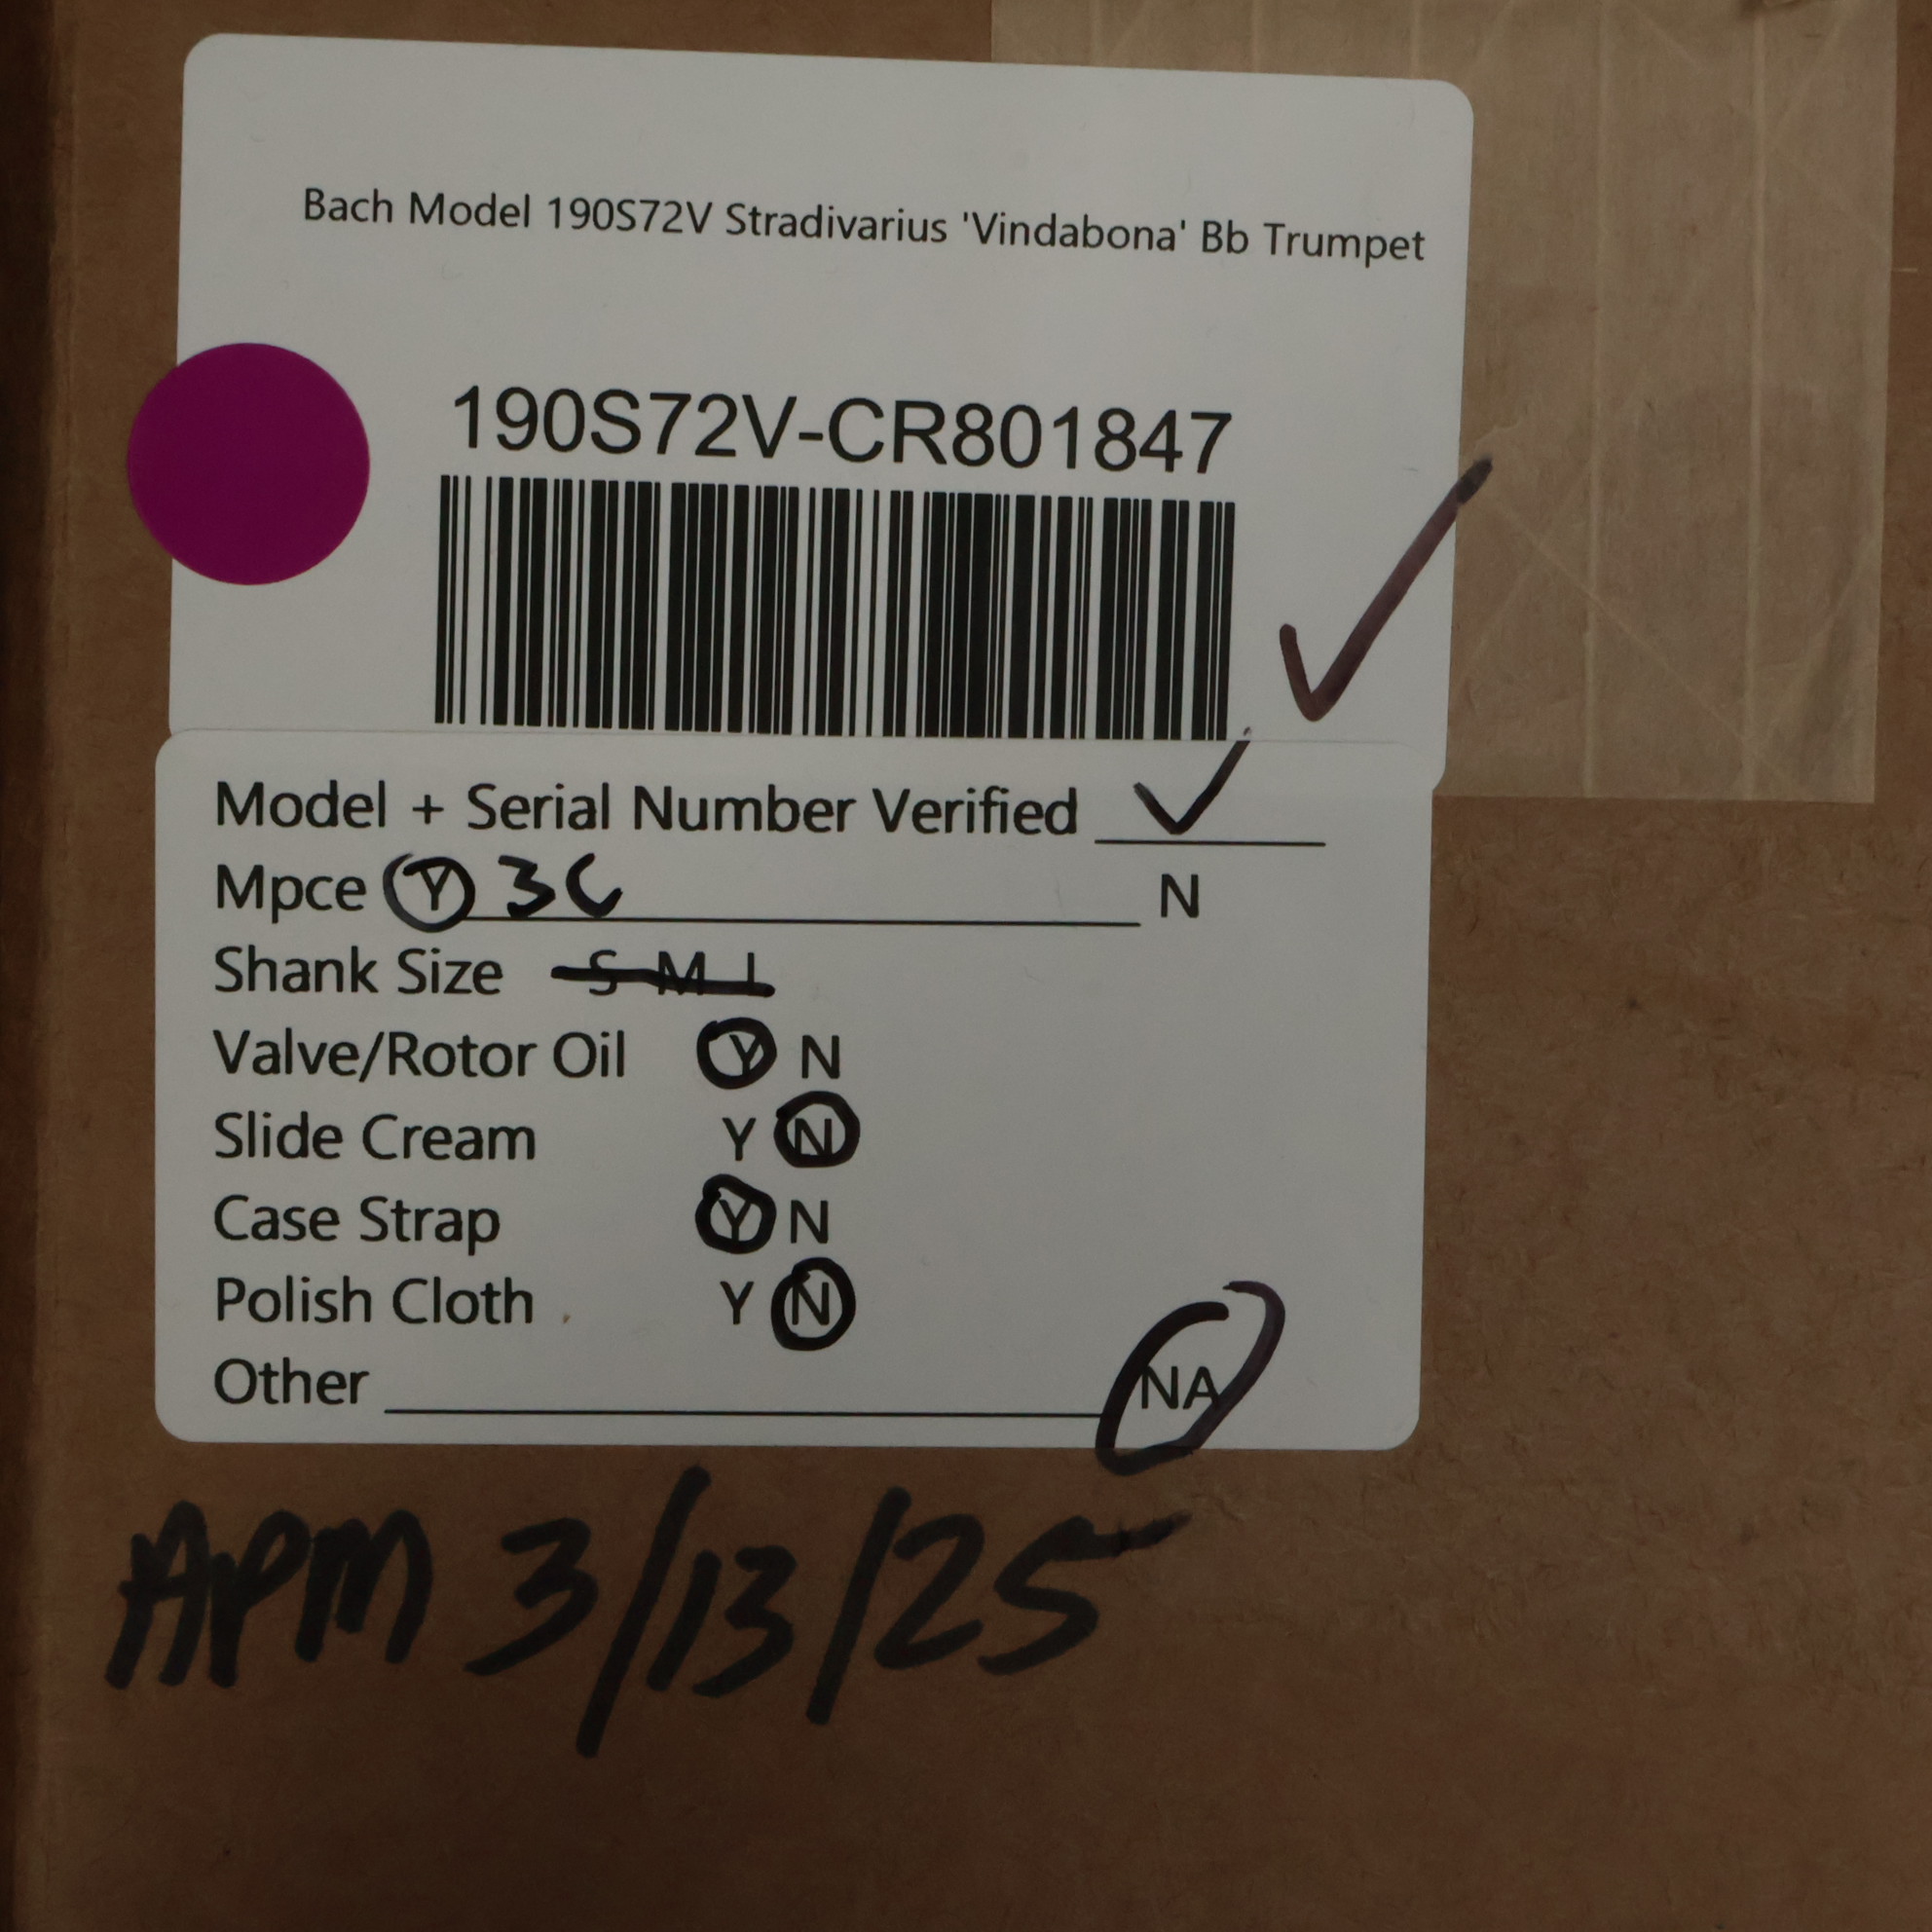 Bach Model 190S72V Stradivarius 'Vindabona' Bb Trumpet
190S72V-CR801847
Model + Serial Number Verified ✓
Mpce Y 3C N
Shank Size S M L
Valve/Rotor Oil Y N
Slide Cream Y N
Case Strap Y N
Polish Cloth Y N
Other NA
APM 3/13/25